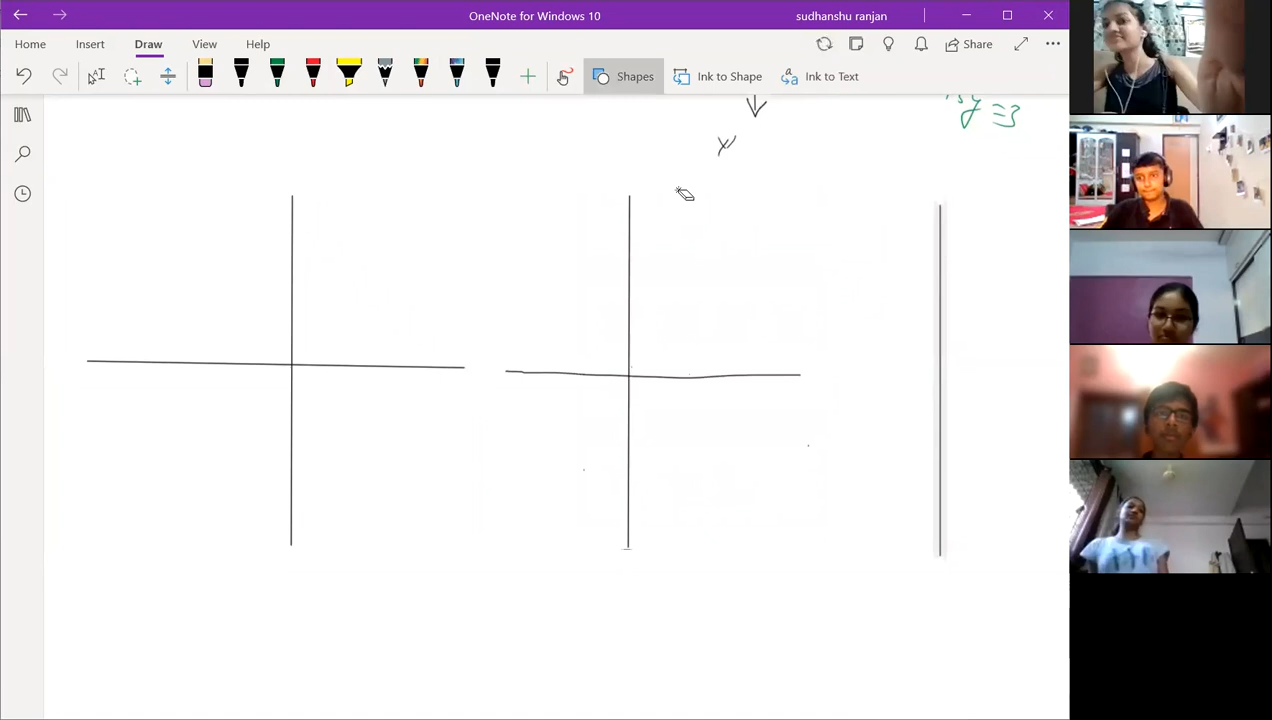 OneNote for Windows 10
sudhanshu ranjan
Home Insert Draw View Help
Share
Shapes
Ink to Shape
Ink to Text
y =3
x'